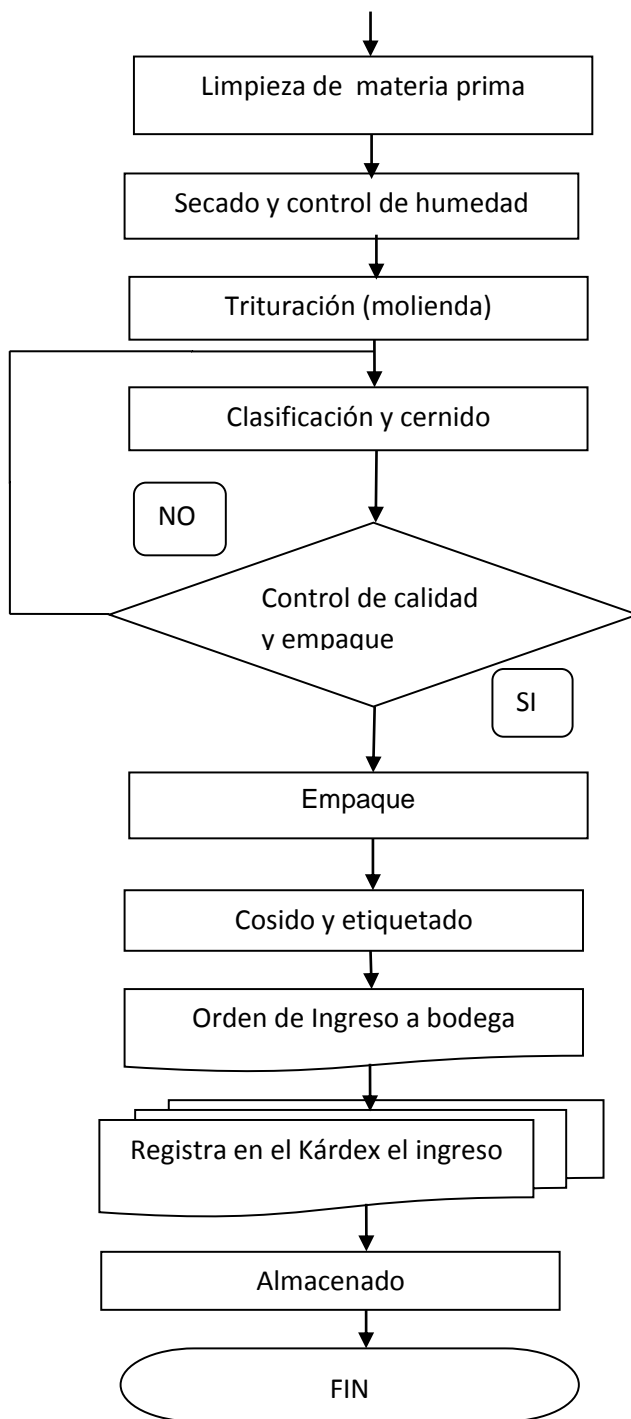 Limpieza de materia prima
Secado y control de humedad
Trituración (molienda)
Clasificación y cernido
NO
Control de calidad
y empaque
SI
Empaque
Cosido y etiquetado
Orden de Ingreso a bodega
Registra en el Kárdex el ingreso
Almacenado
FIN